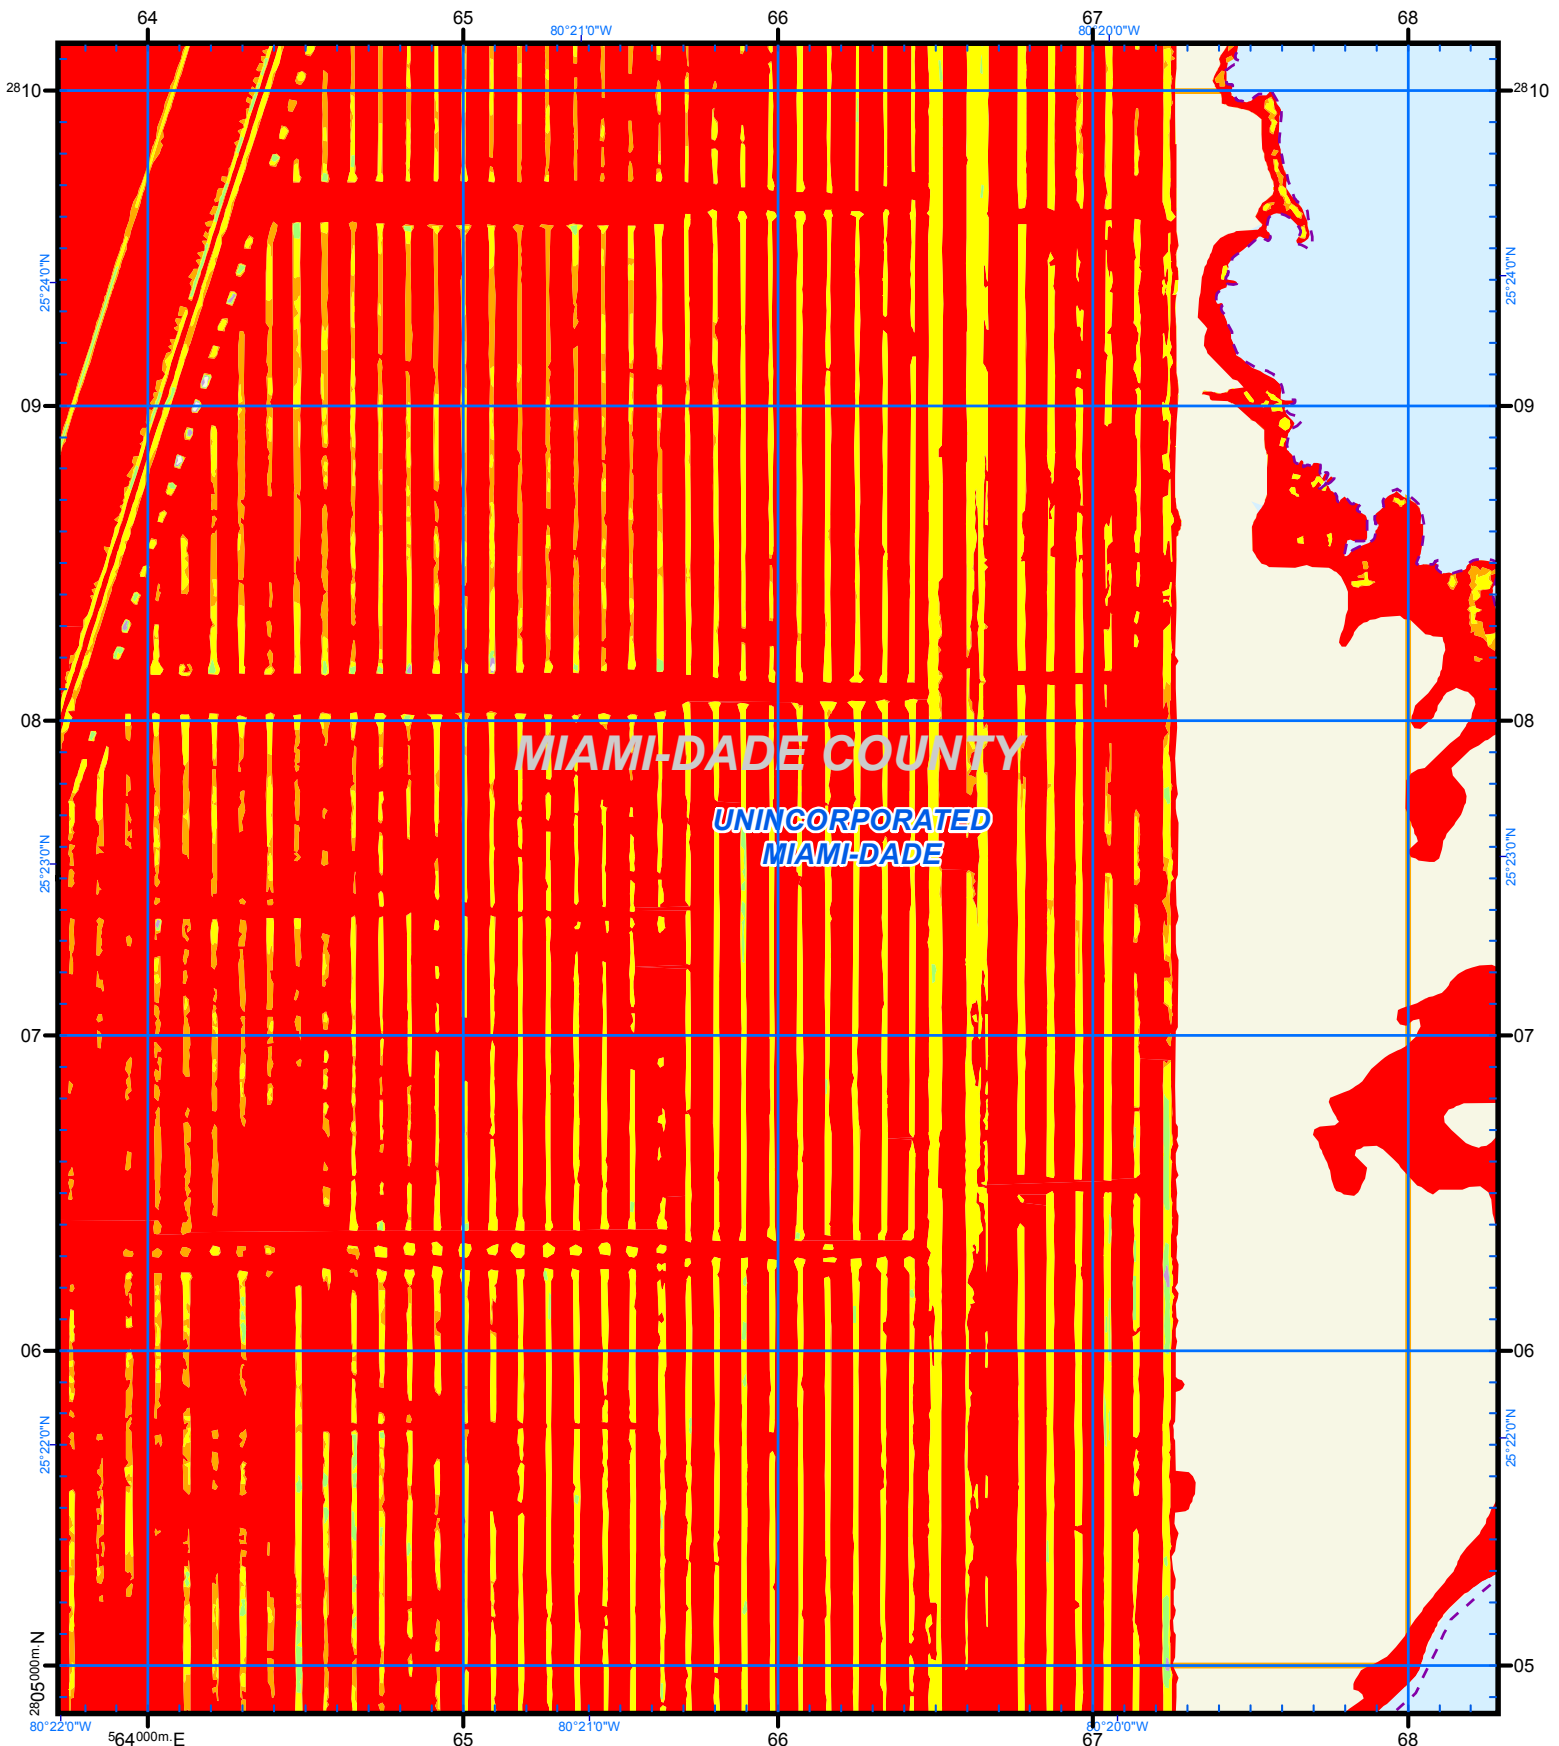 64 65 66 67 68
80°21'0"W 80°20'0"W
2810 2810
25°24'0"N 25°24'0"N
09 09
08 08
MIAMI-DADE COUNTY
UNINCORPORATED
MIAMI-DADE
25°23'0"N 25°23'0"N
07 07
06 06
25°22'0"N 25°22'0"N
2805000m.N 05
80°22'0"W 80°21'0"W 80°20'0"W
564000m.E 65 66 67 68